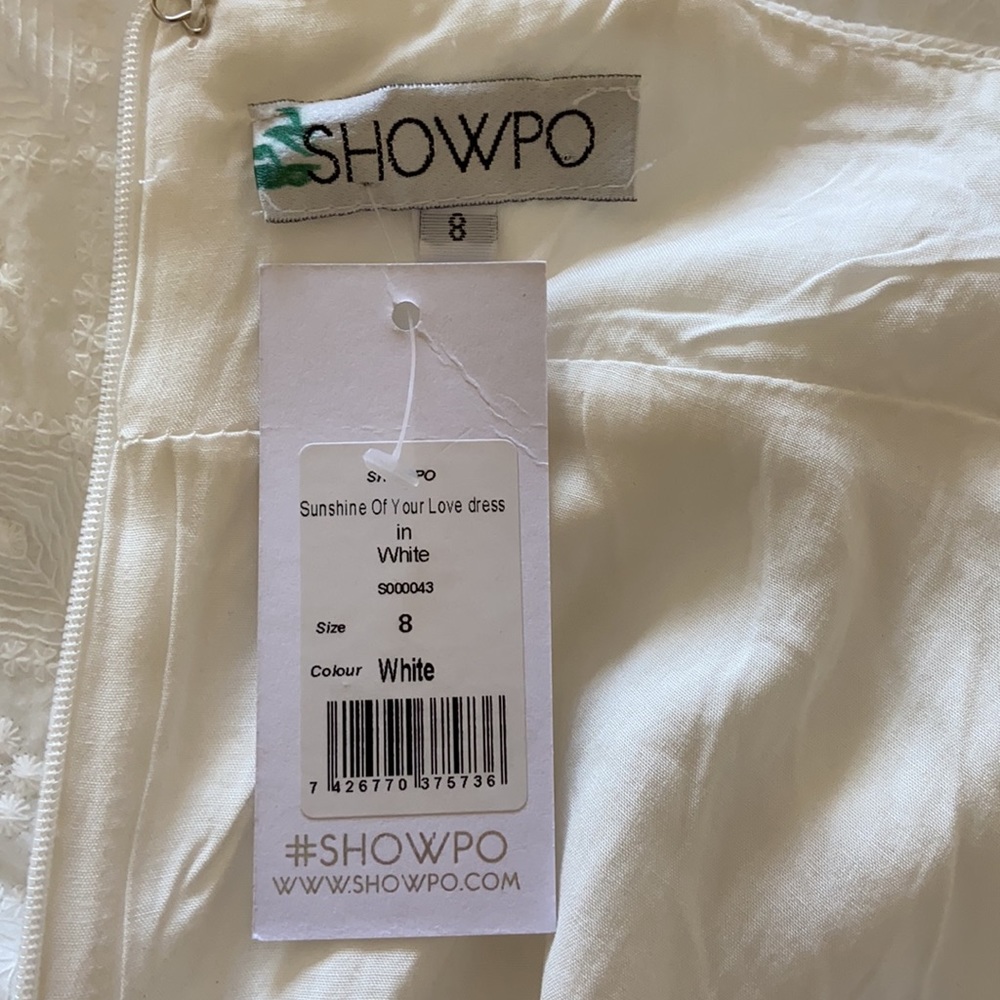 SHOWPO
8
Sunshine Of Your Love dress
in
White
S000043
Size 8
Colour White
7 426770 375736
#SHOWPO
WWW.SHOWPO.COM